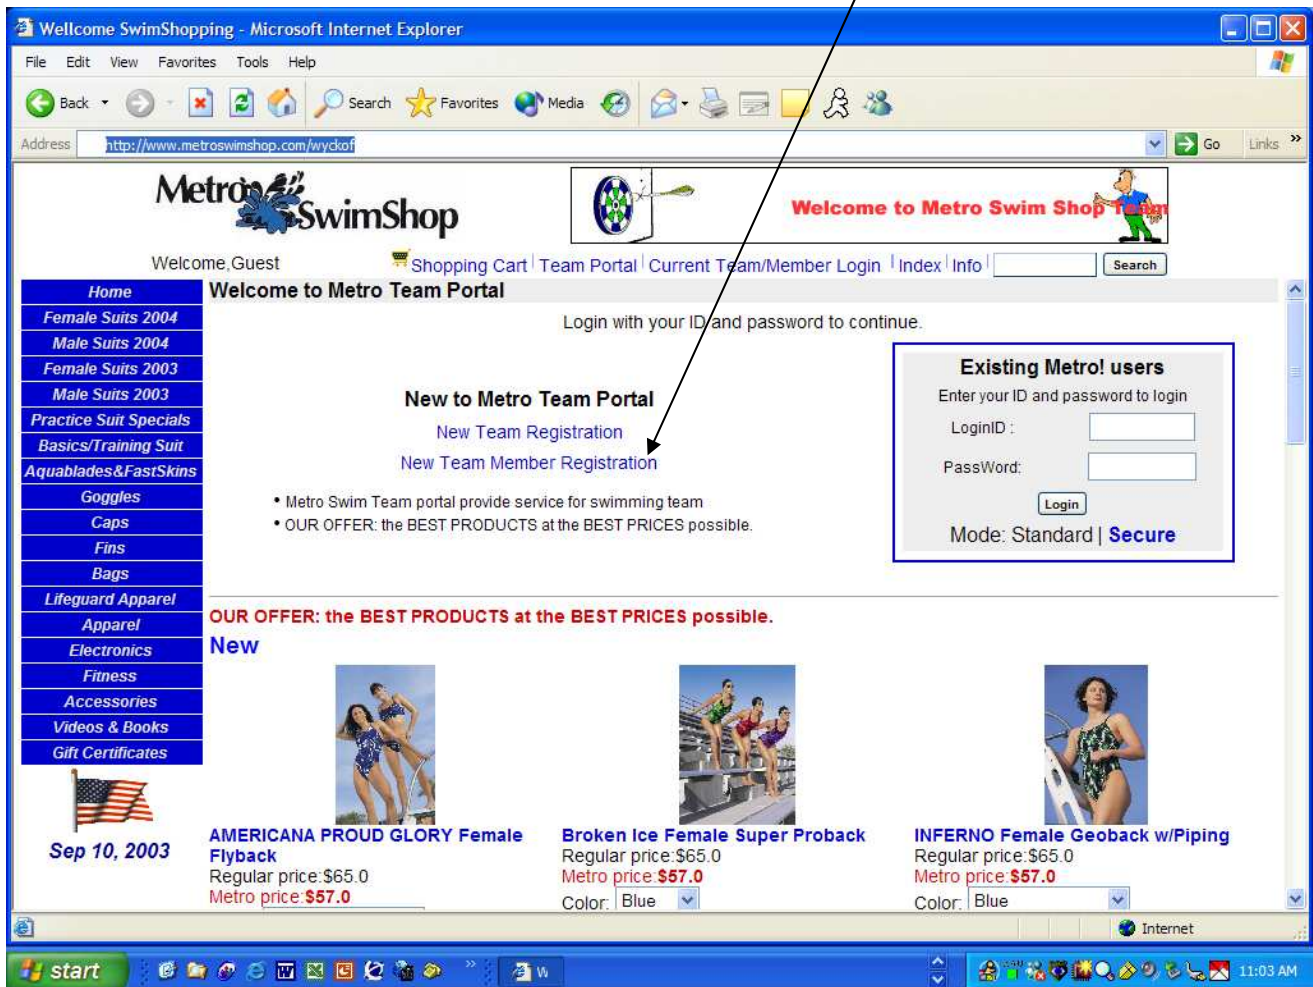 Wellcome SwimShopping - Microsoft Internet Explorer
File Edit View Favorites Tools Help
Back Search Favorites Media
Address http://www.metroswimshop.com/wyckof Go Links »
Metro SwimShop
Welcome to Metro Swim Shop Team
Welcome,Guest Shopping Cart | Team Portal | Current Team/Member Login | Index | Info | Search
Home
Female Suits 2004
Male Suits 2004
Female Suits 2003
Male Suits 2003
Practice Suit Specials
Basics/Training Suit
Aquablades&FastSkins
Goggles
Caps
Fins
Bags
Lifeguard Apparel
Apparel
Electronics
Fitness
Accessories
Videos & Books
Gift Certificates
Sep 10, 2003
Welcome to Metro Team Portal
Login with your ID and password to continue.
New to Metro Team Portal
New Team Registration
New Team Member Registration
• Metro Swim Team portal provide service for swimming team
• OUR OFFER: the BEST PRODUCTS at the BEST PRICES possible.
Existing Metro! users
Enter your ID and password to login
LoginID :
PassWord:
Login
Mode: Standard | Secure
OUR OFFER: the BEST PRODUCTS at the BEST PRICES possible.
New
AMERICANA PROUD GLORY Female
Flyback
Regular price:$65.0
Metro price:$57.0
Broken Ice Female Super Proback
Regular price:$65.0
Metro price:$57.0
Color: Blue
INFERNO Female Geoback w/Piping
Regular price:$65.0
Metro price:$57.0
Color: Blue
Internet
start » W 11:03 AM